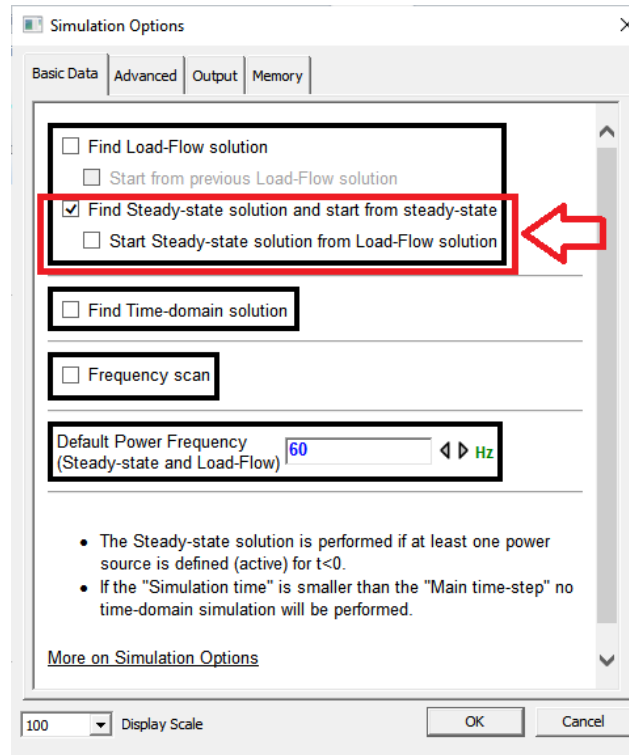 Simulation Options
Basic Data
Advanced
Output
Memory
Find Load-Flow solution
Start from previous Load-Flow solution
Find Steady-state solution and start from steady-state
Start Steady-state solution from Load-Flow solution
Find Time-domain solution
Frequency scan
Default Power Frequency
(Steady-state and Load-Flow)
60
Hz
• The Steady-state solution is performed if at least one power
source is defined (active) for t<0.
• If the "Simulation time" is smaller than the "Main time-step" no
time-domain simulation will be performed.
More on Simulation Options
100
Display Scale
OK
Cancel